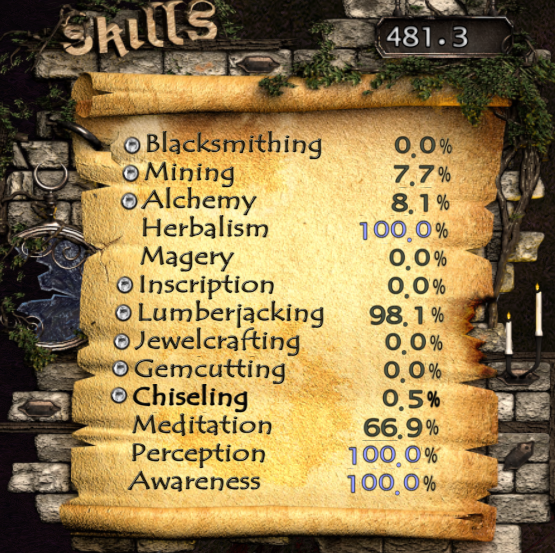 Skills
481.3
Blacksmithing 0.0%
Mining 7.7%
Alchemy 8.1%
Herbalism 100.0%
Magery 0.0%
Inscription 0.0%
Lumberjacking 98.1%
Jewelcrafting 0.0%
Gemcutting 0.0%
Chiseling 0.5%
Meditation 66.9%
Perception 100.0%
Awareness 100.0%